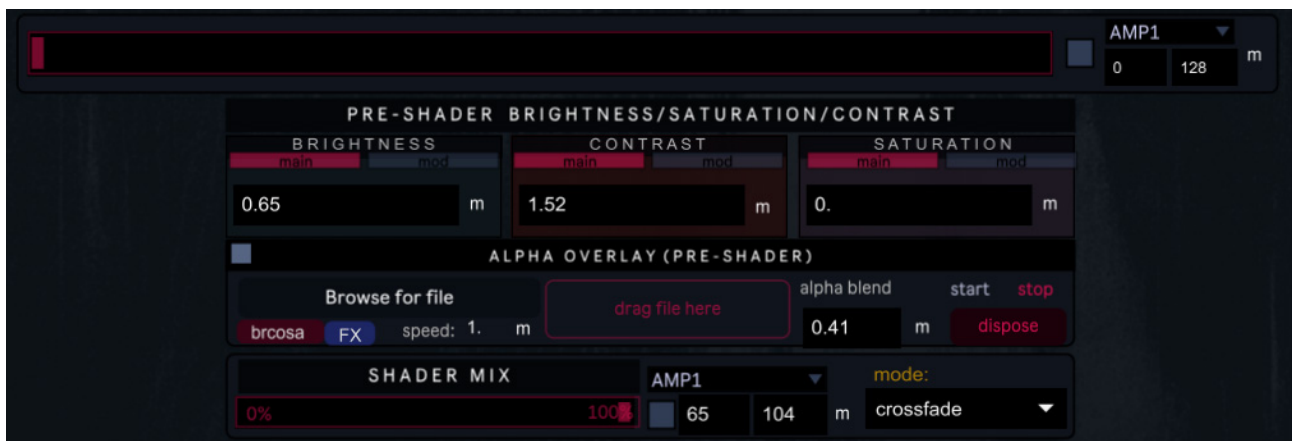 AMP1
0 128 m
PRE-SHADER BRIGHTNESS/SATURATION/CONTRAST
BRIGHTNESS CONTRAST SATURATION
main mod main mod main mod
0.65 m 1.52 m 0. m
ALPHA OVERLAY (PRE-SHADER)
alpha blend start stop
Browse for file drag file here
0.41 m dispose
brcosa FX speed: 1. m
SHADER MIX AMP1 mode:
0% 100% 65 104 m crossfade